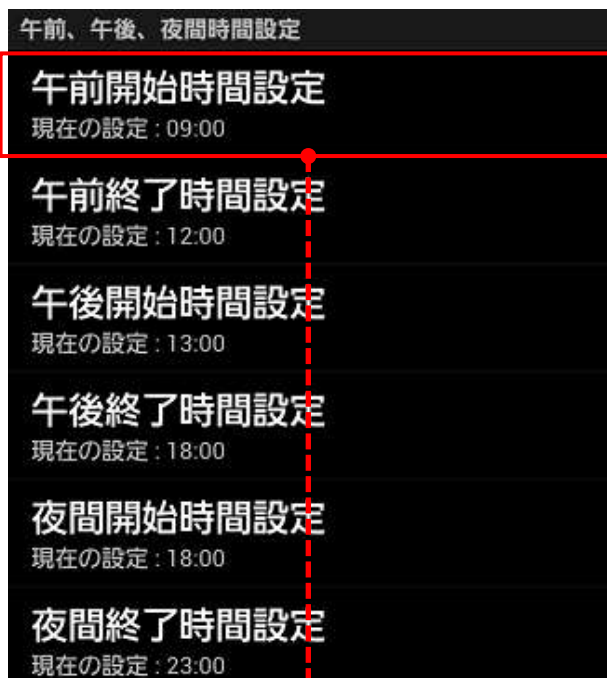 午前、午後、夜間時間設定
午前開始時間設定
現在の設定 : 09:00
午前終了時間設定
現在の設定 : 12:00
午後開始時間設定
現在の設定 : 13:00
午後終了時間設定
現在の設定 : 18:00
夜間開始時間設定
現在の設定 : 18:00
夜間終了時間設定
現在の設定 : 23:00